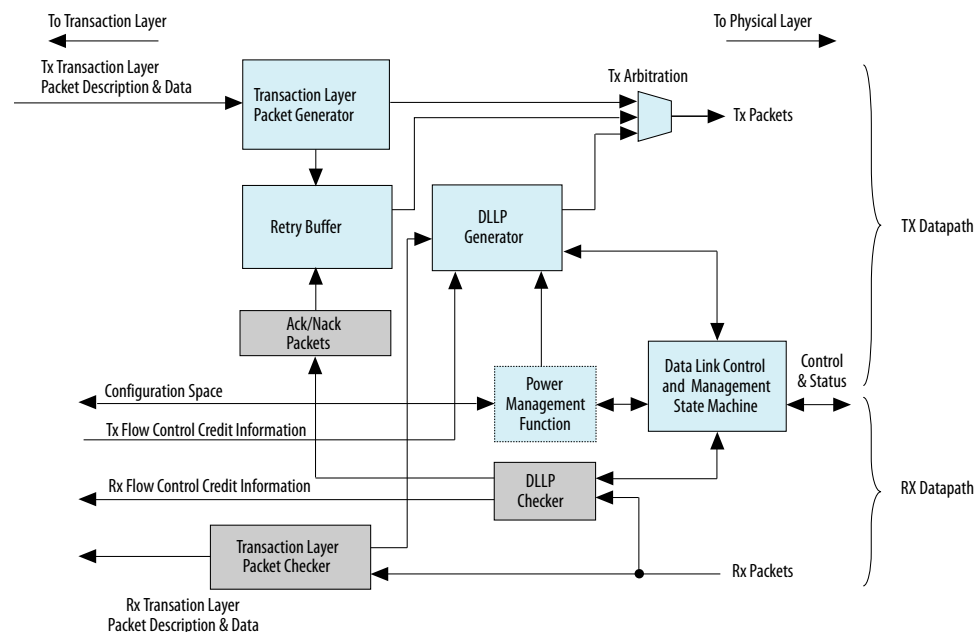 To Transaction Layer
To Physical Layer
Tx Transaction Layer
Packet Description & Data
Transaction Layer
Packet Generator
Tx Arbitration
Tx Packets
Retry Buffer
DLLP
Generator
TX Datapath
Ack/Nack
Packets
Configuration Space
Power
Management
Function
Data Link Control
and Management
State Machine
Control
& Status
Tx Flow Control Credit Information
Rx Flow Control Credit Information
DLLP
Checker
RX Datapath
Transaction Layer
Packet Checker
Rx Packets
Rx Transation Layer
Packet Description & Data